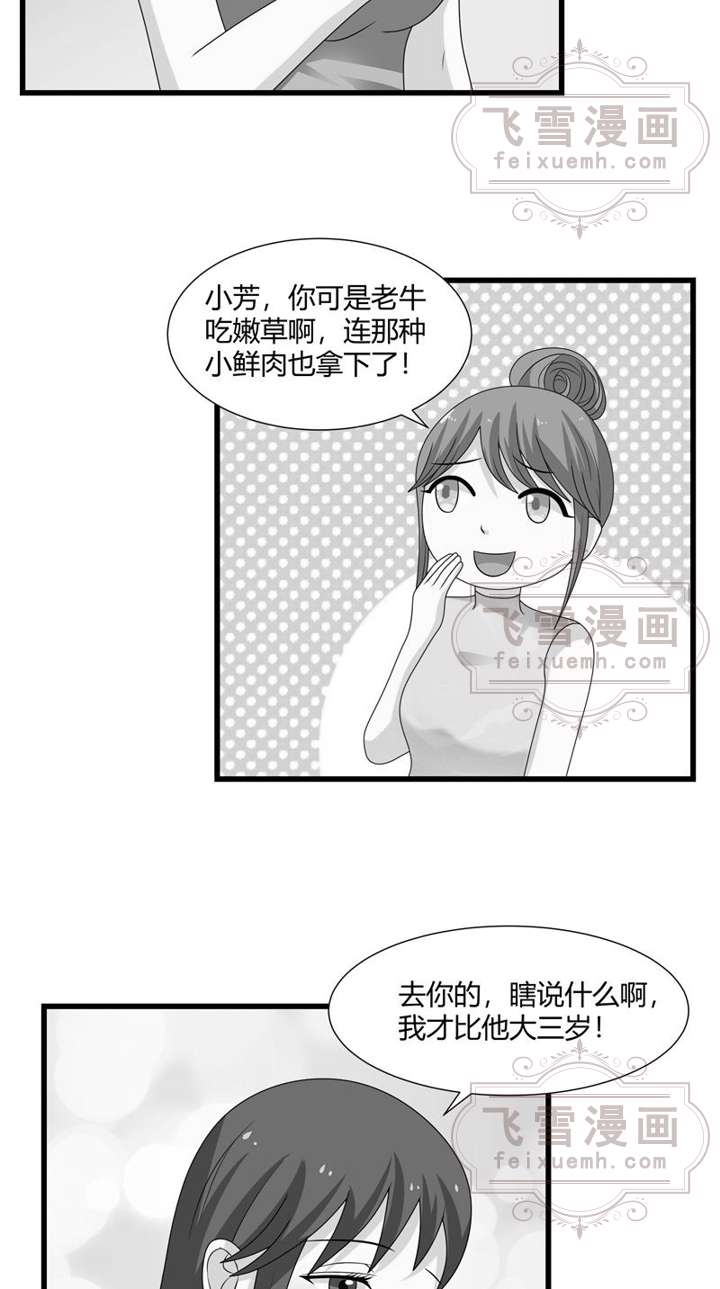 飞雪漫画
feixuemh.com
小芳，你可是老牛
吃嫩草啊，连那种
小鲜肉也拿下了！
飞雪漫画
feixuemh.com
去你的，瞎说什么啊，
我才比他大三岁！
飞雪漫画
feixuemh.com